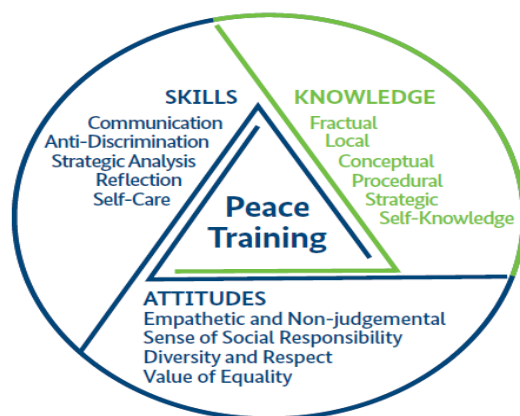 SKILLS
Communication
Anti-Discrimination
Strategic Analysis
Reflection
Self-Care
KNOWLEDGE
Fractual
Local
Conceptual
Procedural
Strategic
Self-Knowledge
Peace
Training
ATTITUDES
Empathetic and Non-judgemental
Sense of Social Responsibility
Diversity and Respect
Value of Equality